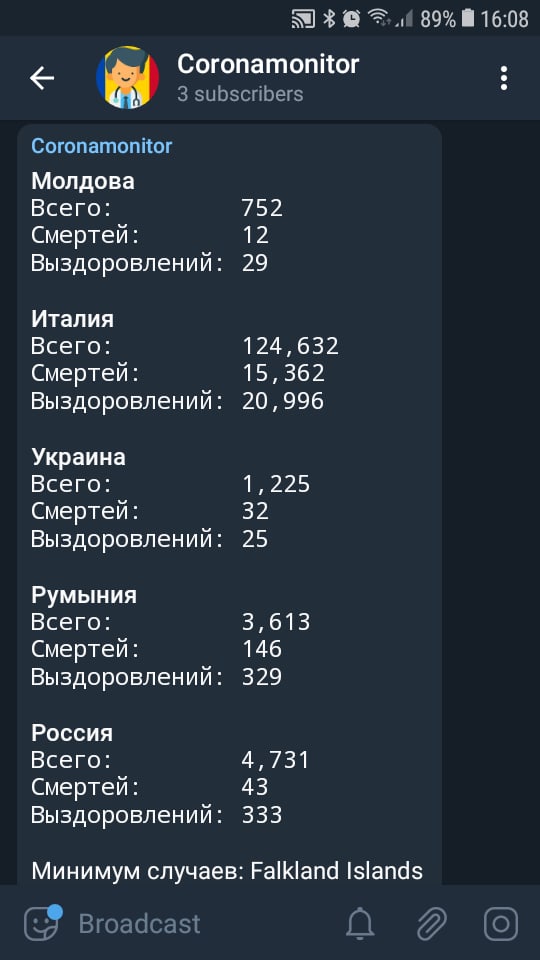 89% 16:08
Coronamonitor
3 subscribers
Coronamonitor
Молдова
Всего: 752
Смертей: 12
Выздоровлений: 29
Италия
Всего: 124,632
Смертей: 15,362
Выздоровлений: 20,996
Украина
Всего: 1,225
Смертей: 32
Выздоровлений: 25
Румыния
Всего: 3,613
Смертей: 146
Выздоровлений: 329
Россия
Всего: 4,731
Смертей: 43
Выздоровлений: 333
Минимум случаев: Falkland Islands
Broadcast